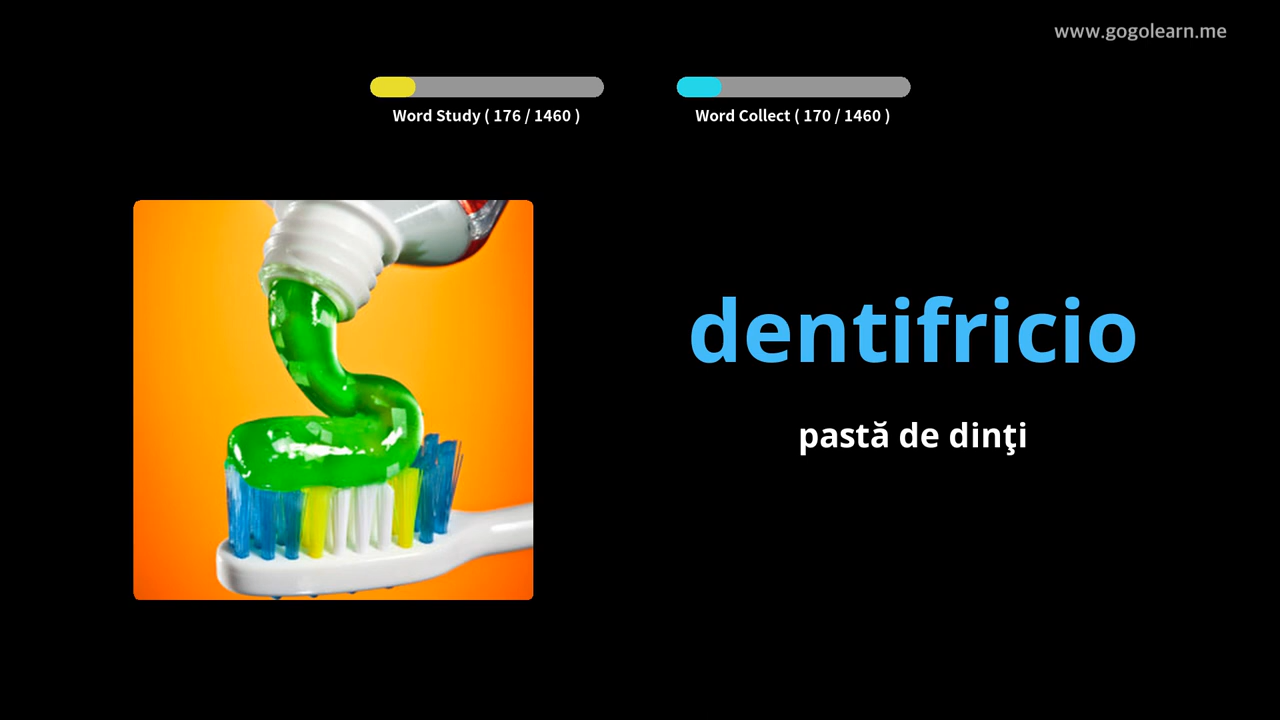 www.gogolearn.me
Word Study ( 176 / 1460 )
Word Collect ( 170 / 1460 )
dentifricio
pastă de dinţi